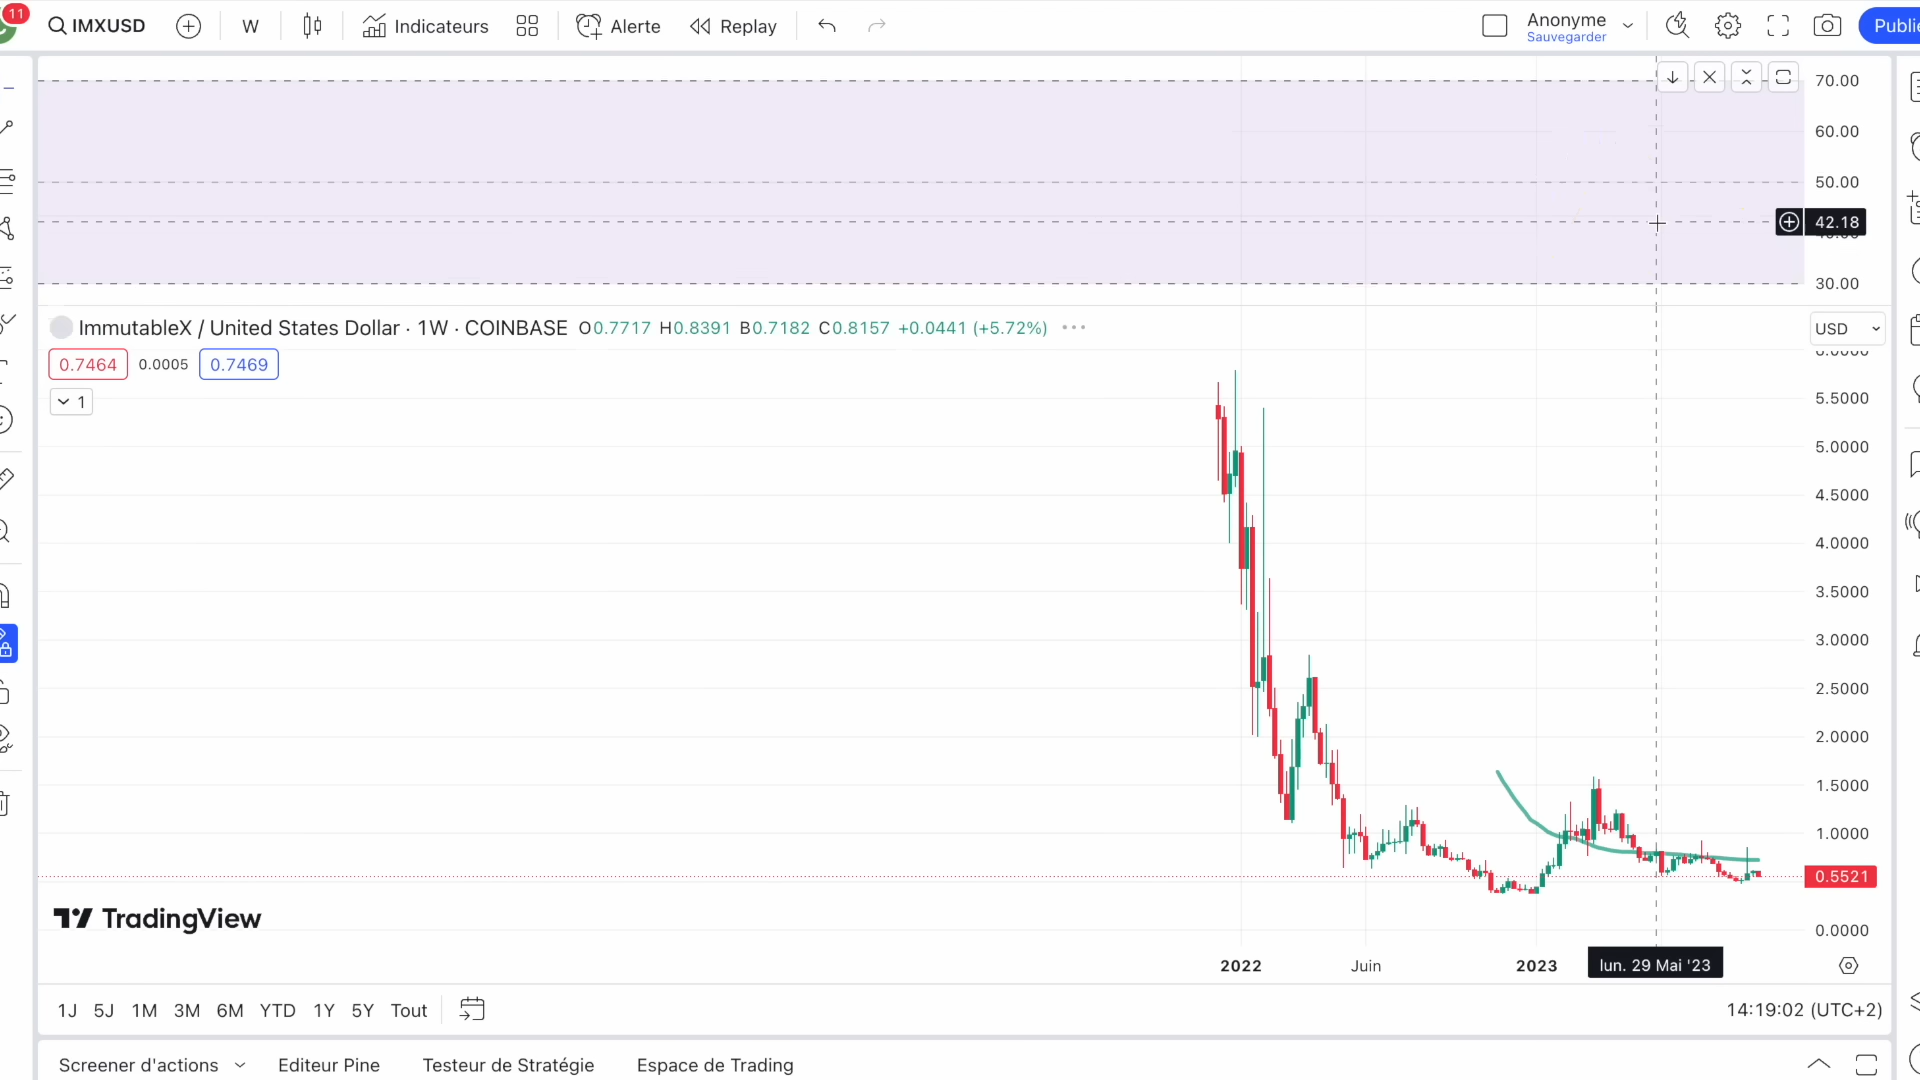 11
IMXUSD
W
Indicateurs
Alerte
Replay
Anonyme
Sauvegarder
70.00
60.00
50.00
42.18
30.00
ImmutableX / United States Dollar · 1W · COINBASE O0.7717 H0.8391 B0.7182 C0.8157 +0.0441 (+5.72%)
USD
0.7464 0.0005 0.7469
1
5.5000
5.0000
4.5000
4.0000
3.5000
3.0000
2.5000
2.0000
1.5000
1.0000
0.5521
0.0000
TradingView
2022 Juin 2023 lun. 29 Mai '23
1J 5J 1M 3M 6M YTD 1Y 5Y Tout
14:19:02 (UTC+2)
Screener d'actions Editeur Pine Testeur de Stratégie Espace de Trading